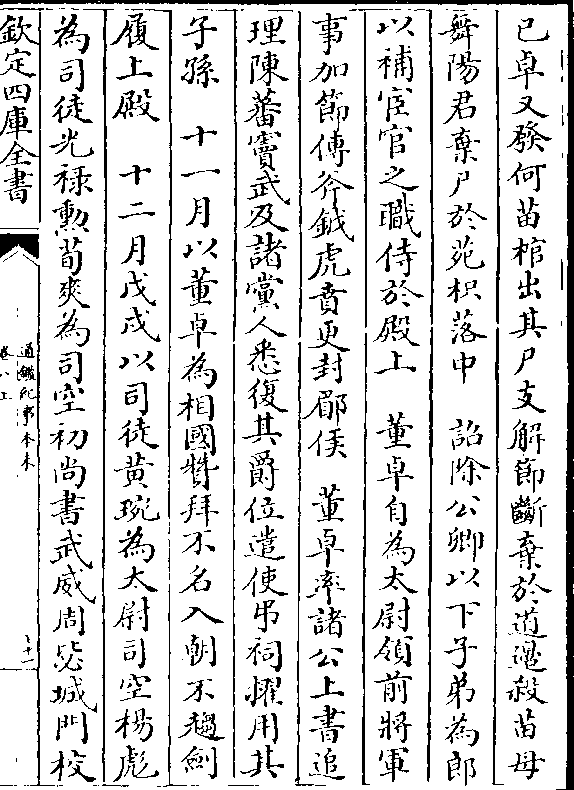 已卓又發何苗棺出其尸支解節斷棄於道邊殺苗母
舞陽君棄尸於苑枳落中　詔除公卿以下子弟為郎
以補宦官之職侍於殿上　董卓自為太尉領前將軍
事加節傳斧鉞虎賁更封郿侯　董卓率諸公上書追
理陳蕃竇武及諸黨人悉復其爵位遣使弔祠擢用其
子孫　十一月以董卓為相國贊拜不名入朝不趨劍
履上殿　十二月戊戌以司徒黄琬為太尉司空楊彪
為司徒光禄勲荀爽為司空初尚書武威周毖城門校
欽定四庫全書
通鑑紀事本末
卷八上